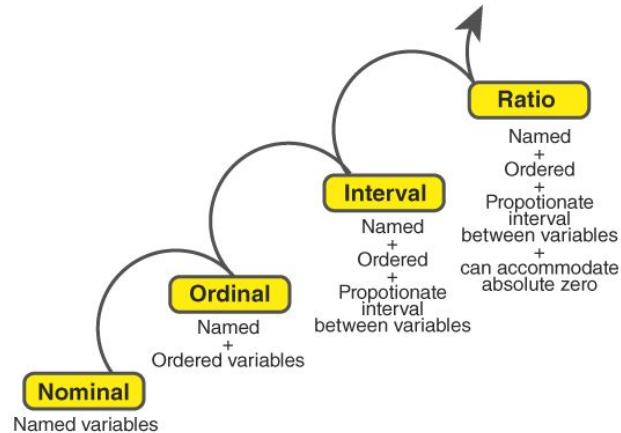 Ratio
Named
+
Ordered
+
Propotionate
interval
between variables
+
can accommodate
absolute zero
Interval
Named
+
Ordered
+
Propotionate
interval
between variables
Ordinal
Named
+
Ordered variables
Nominal
Named variables